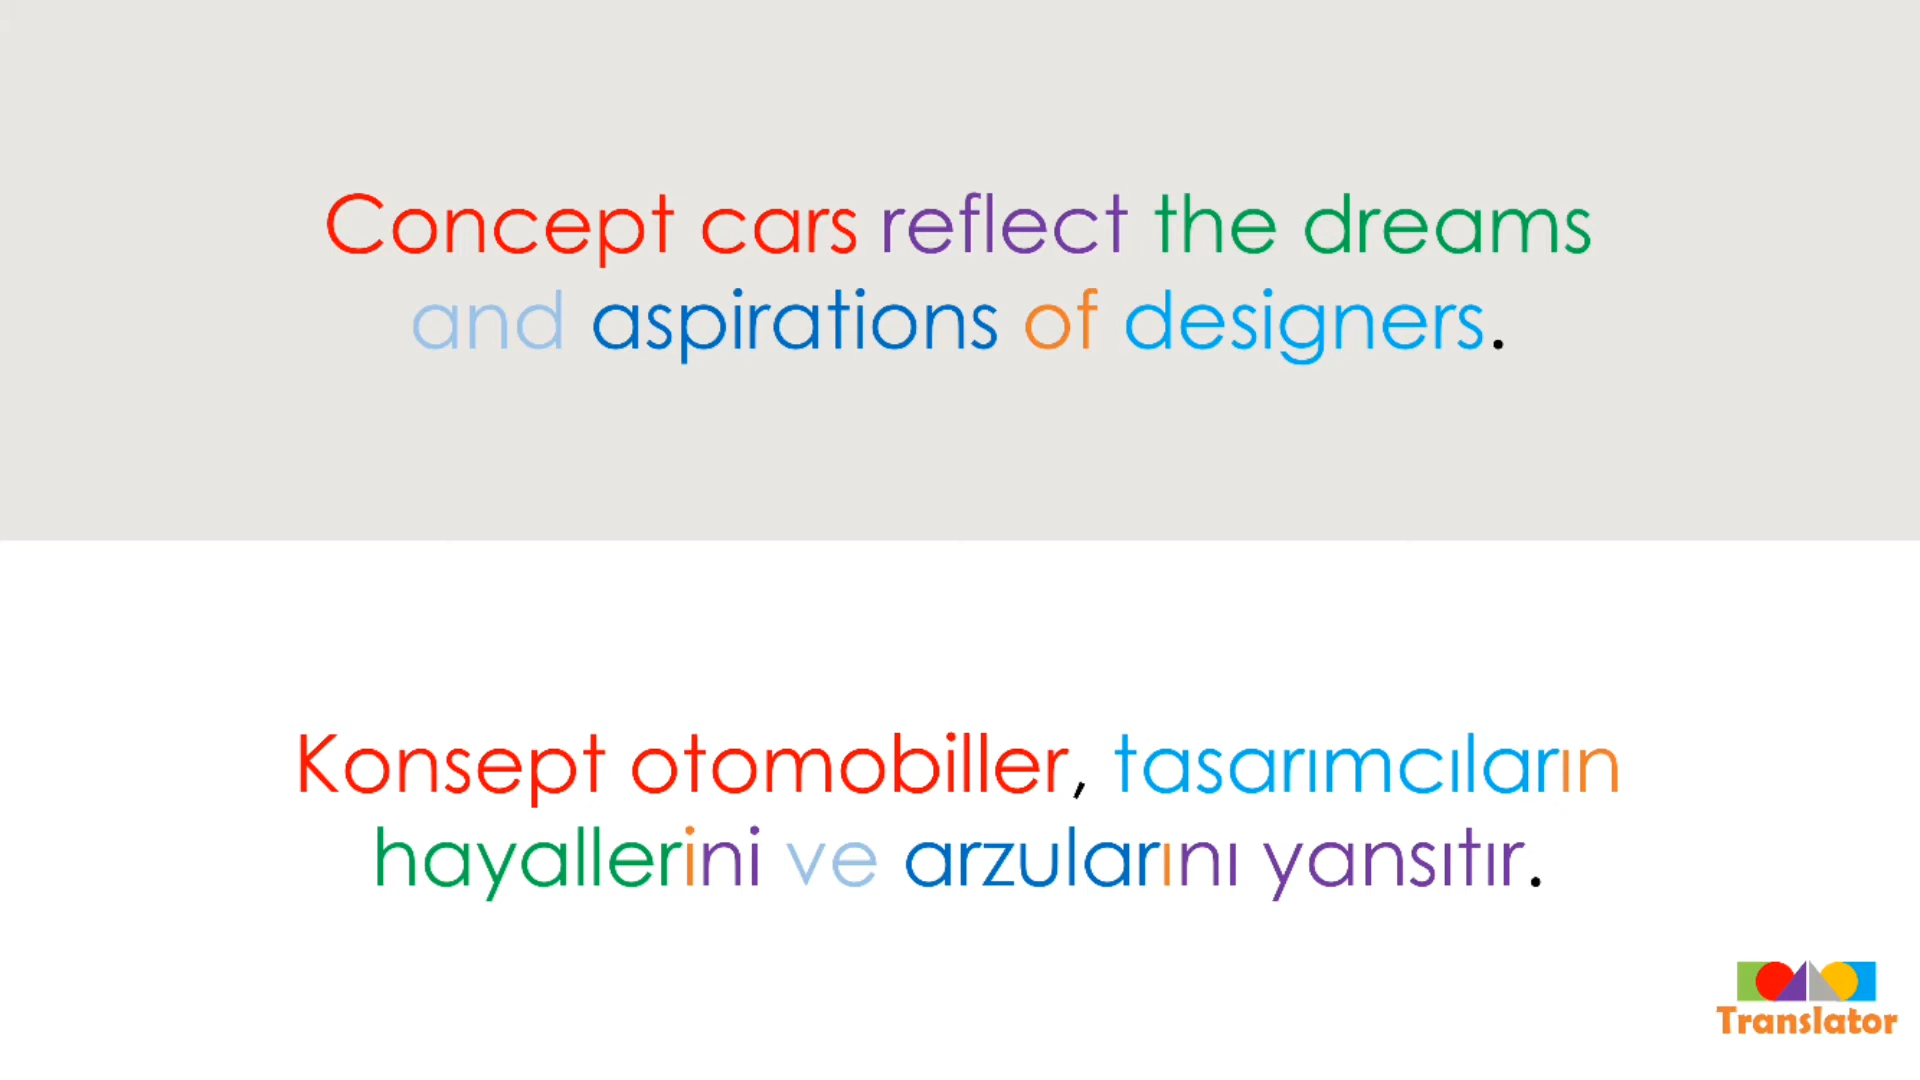 Concept cars reflect the dreams
and aspirations of designers.
Konsept otomobiller, tasarımcıların
hayallerini ve arzularını yansıtır.
Translator